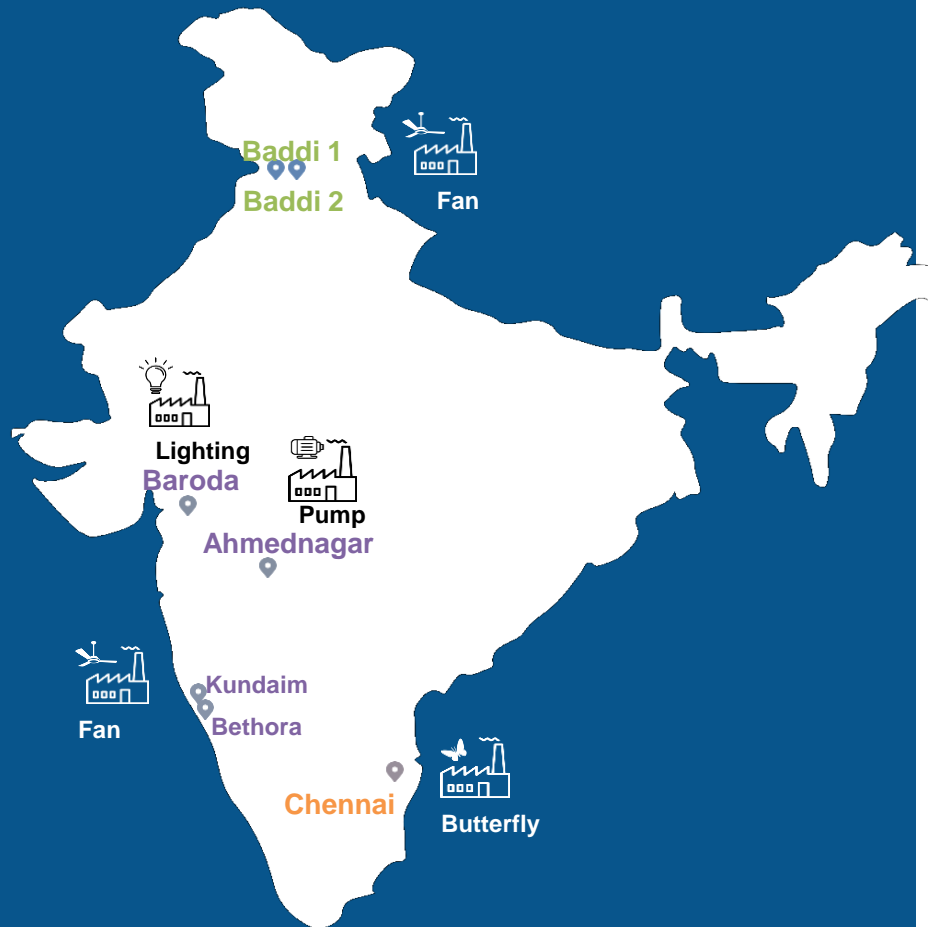 Baddi 1
Baddi 2
Fan
Lighting
Baroda
Pump
Ahmednagar
Kundaim
Bethora
Fan
Chennai
Butterfly